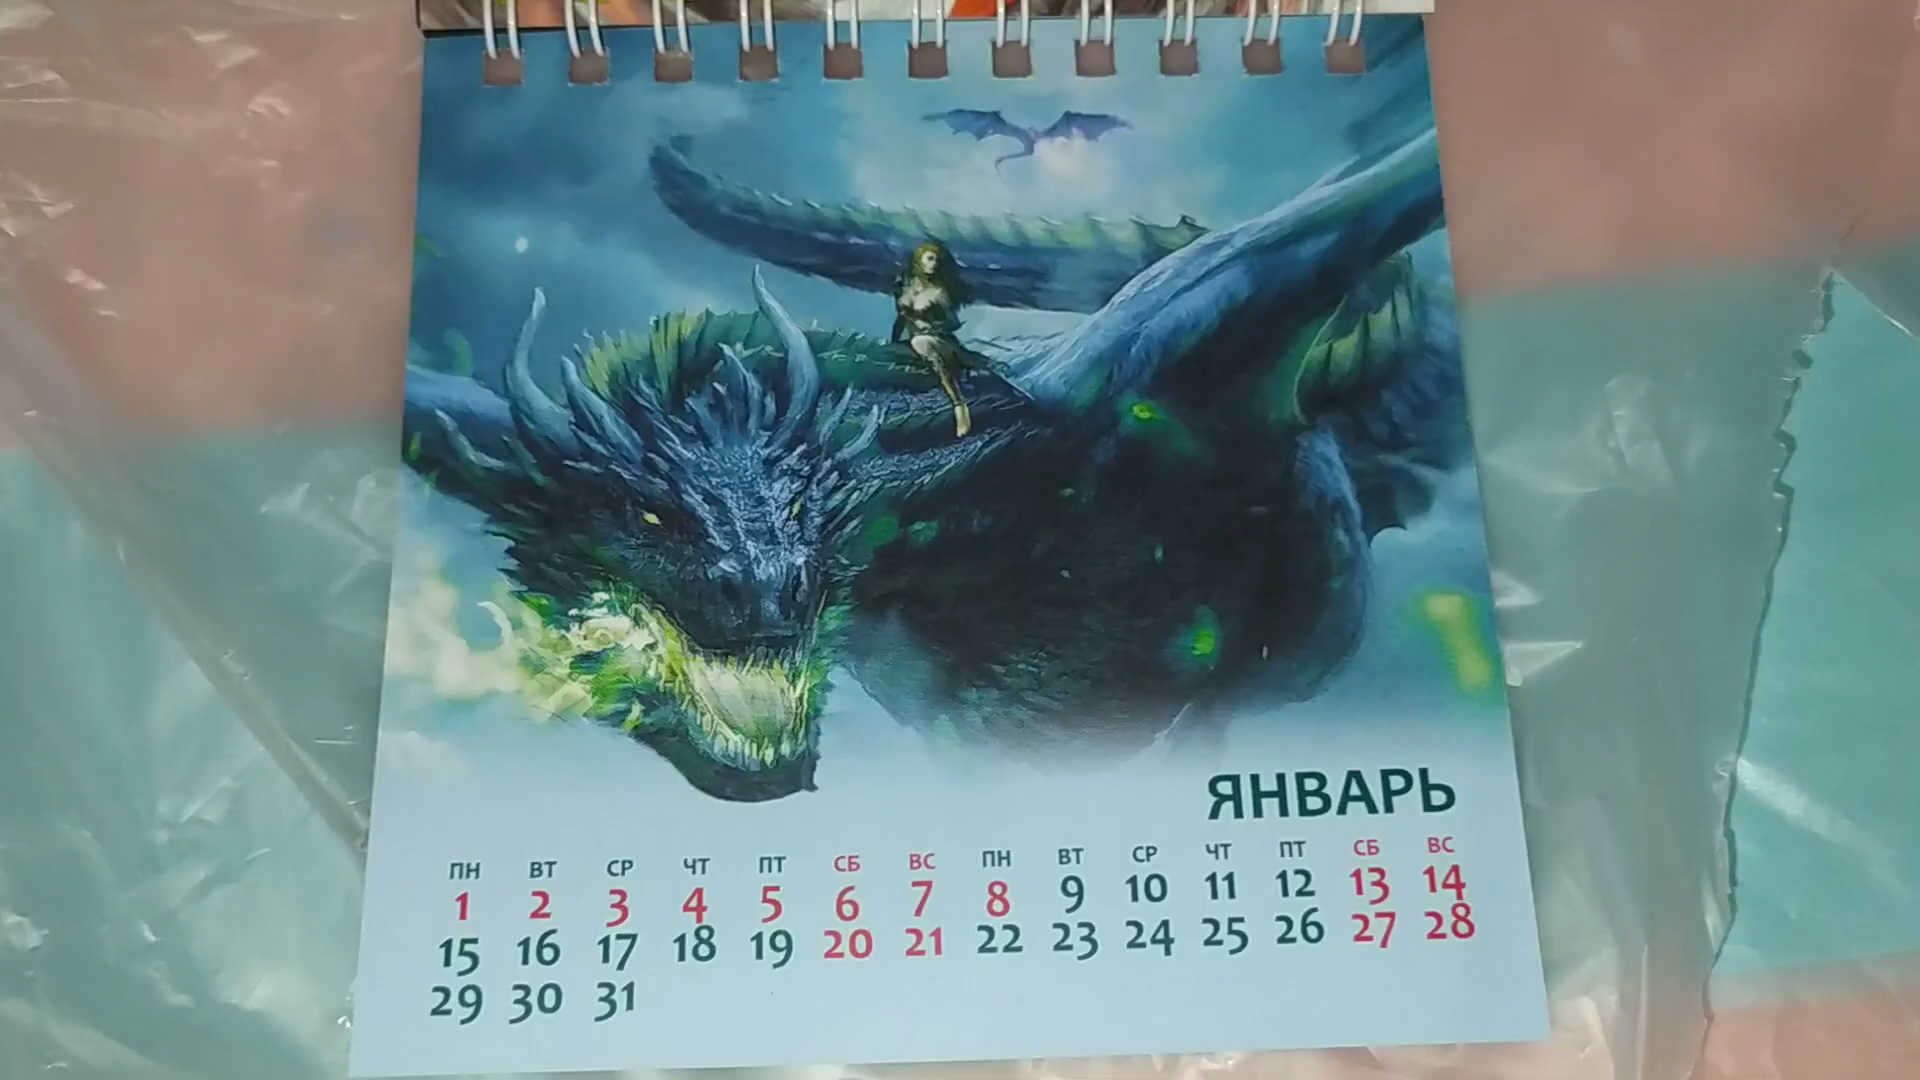 ЯНВАРЬ
ПН ВТ СР ЧТ ПТ СБ ВС ПН ВТ СР ЧТ ПТ СБ ВС
1 2 3 4 5 6 7 8 9 10 11 12 13 14
15 16 17 18 19 20 21 22 23 24 25 26 27 28
29 30 31